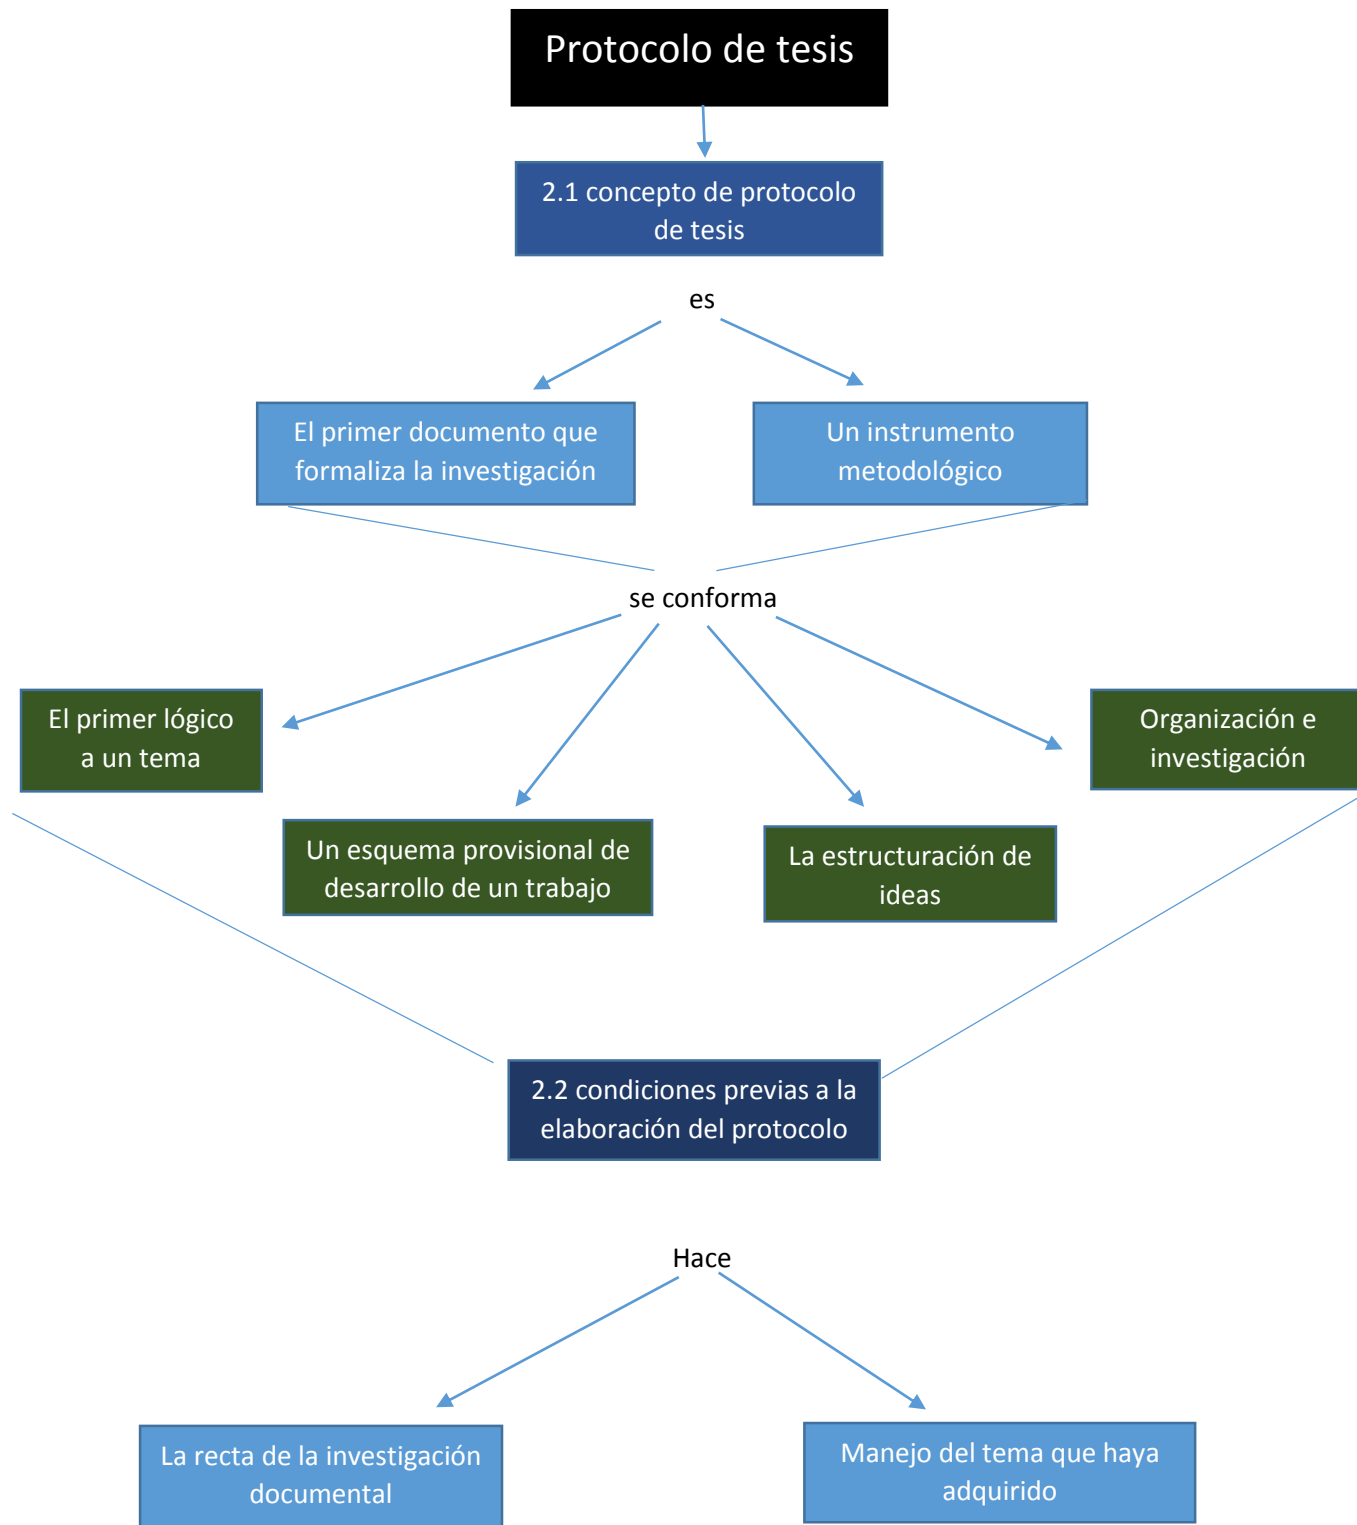 Protocolo de tesis
2.1 concepto de protocolo
de tesis
es
El primer documento que
formaliza la investigación
Un instrumento
metodológico
se conforma
El primer lógico
a un tema
Organización e
investigación
Un esquema provisional de
desarrollo de un trabajo
La estructuración de
ideas
2.2 condiciones previas a la
elaboración del protocolo
Hace
La recta de la investigación
documental
Manejo del tema que haya
adquirido